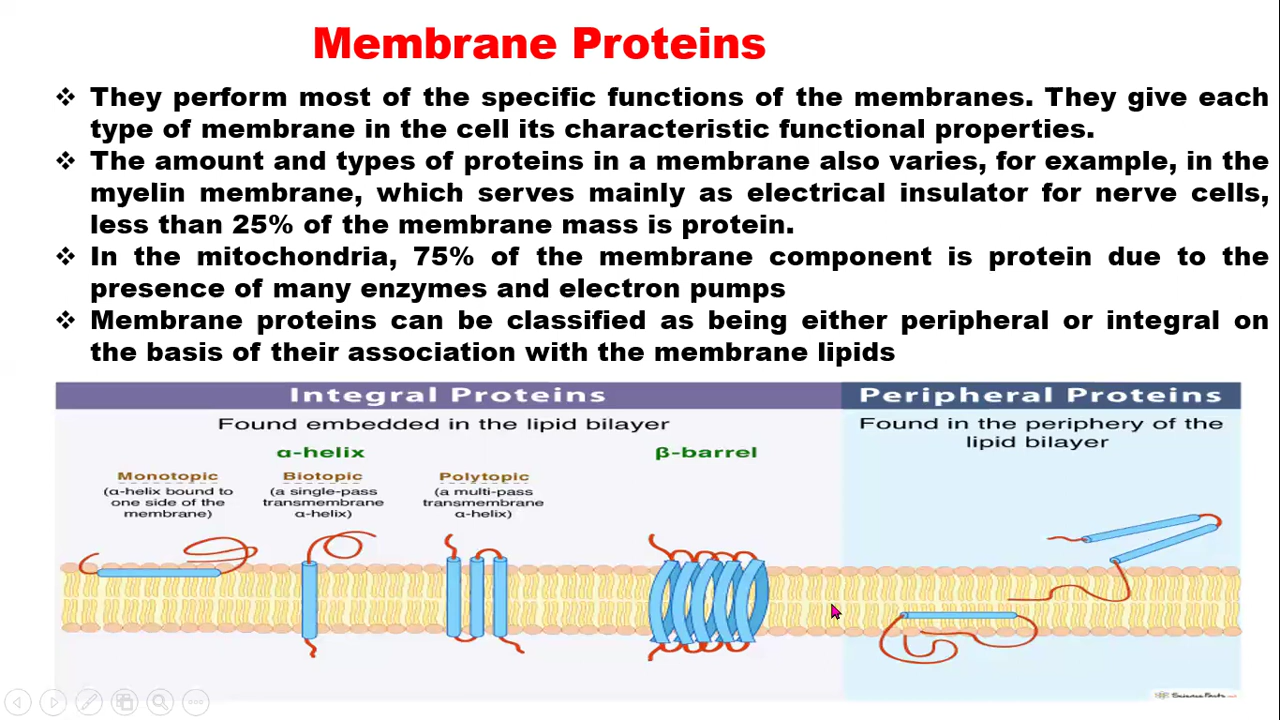 Membrane Proteins
❖ They perform most of the specific functions of the membranes. They give each
type of membrane in the cell its characteristic functional properties.
❖ The amount and types of proteins in a membrane also varies, for example, in the
myelin membrane, which serves mainly as electrical insulator for nerve cells,
less than 25% of the membrane mass is protein.
❖ In the mitochondria, 75% of the membrane component is protein due to the
presence of many enzymes and electron pumps
❖ Membrane proteins can be classified as being either peripheral or integral on
the basis of their association with the membrane lipids
Integral Proteins
Found embedded in the lipid bilayer
α-helix
β-barrel
Monotopic
(α-helix bound to
one side of the
membrane)
Biotopic
(a single-pass
transmembrane
α-helix)
Polytopic
(a multi-pass
transmembrane
α-helix)
Peripheral Proteins
Found in the periphery of the
lipid bilayer
Science Facts